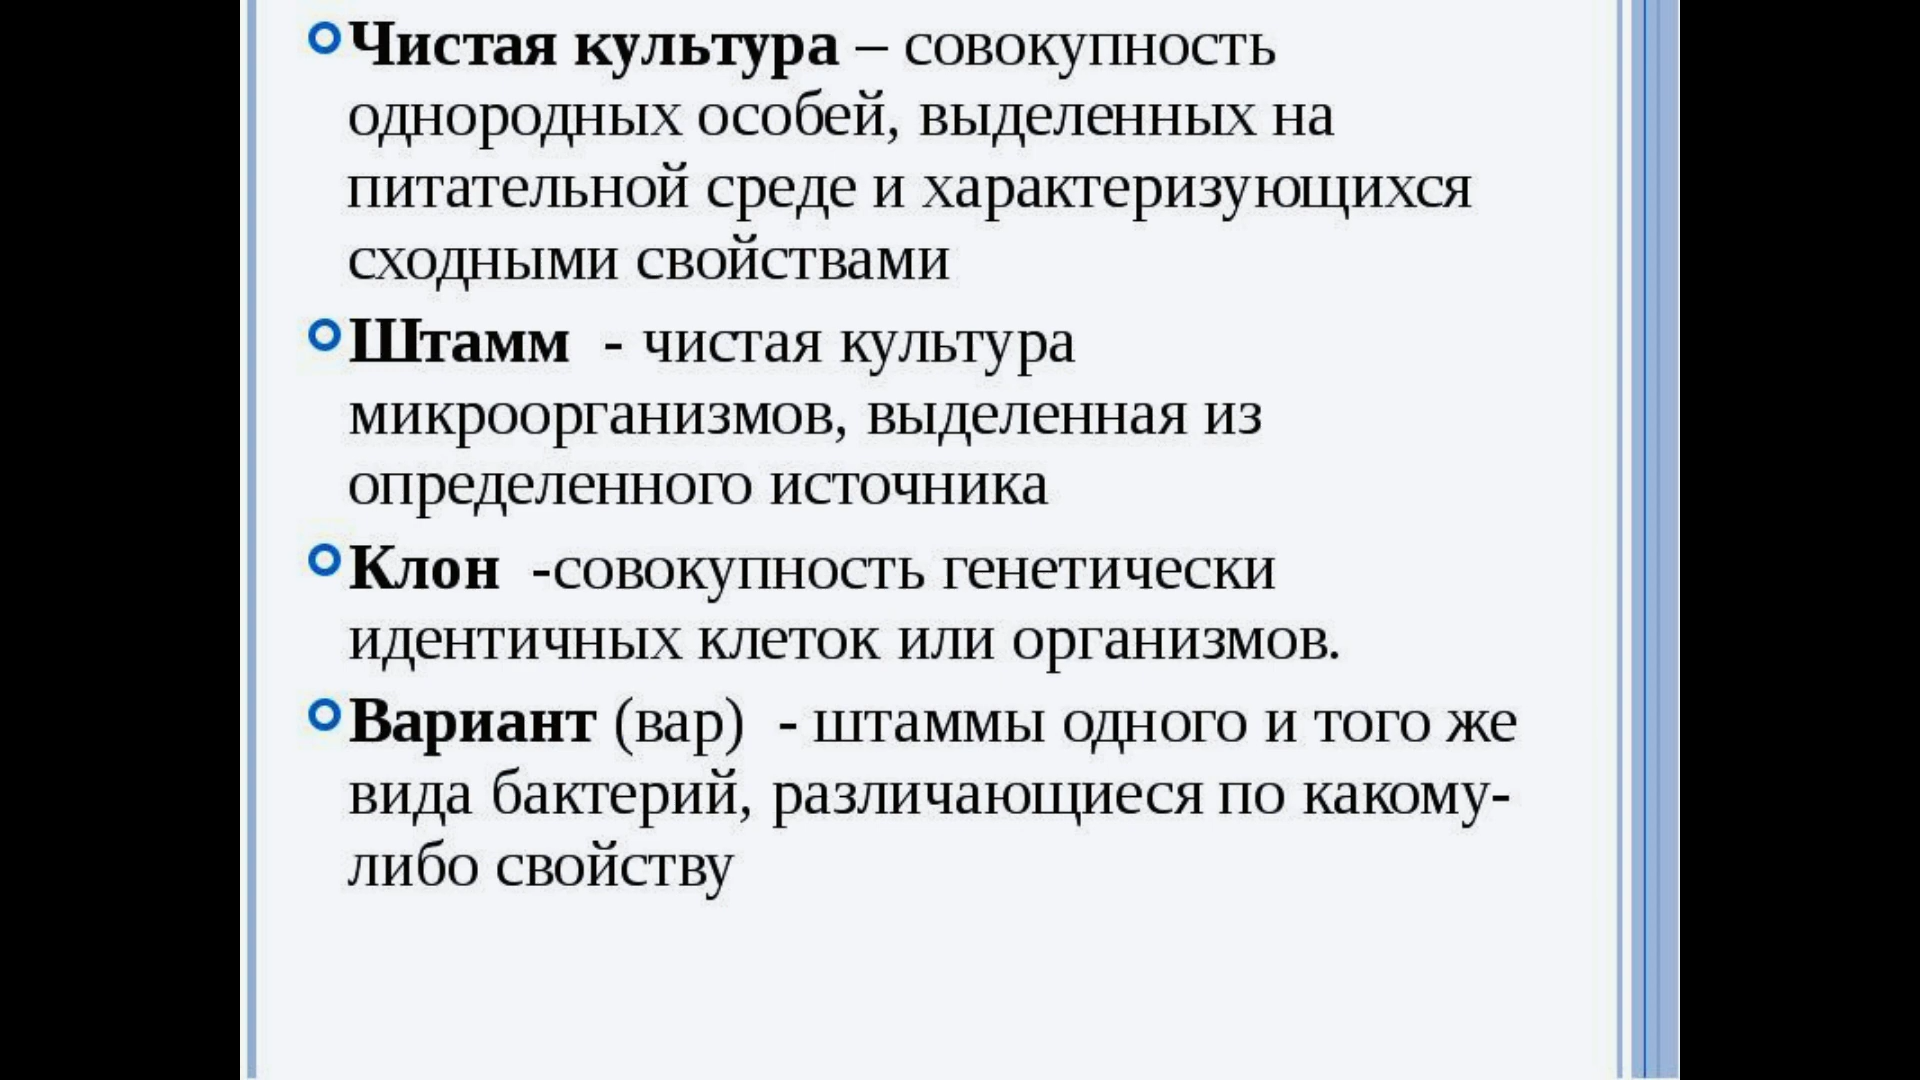 Чистая культура – совокупность
однородных особей, выделенных на
питательной среде и характеризующихся
сходными свойствами
Штамм - чистая культура
микроорганизмов, выделенная из
определенного источника
Клон -совокупность генетически
идентичных клеток или организмов.
Вариант (вар) - штаммы одного и того же
вида бактерий, различающиеся по какому-
либо свойству